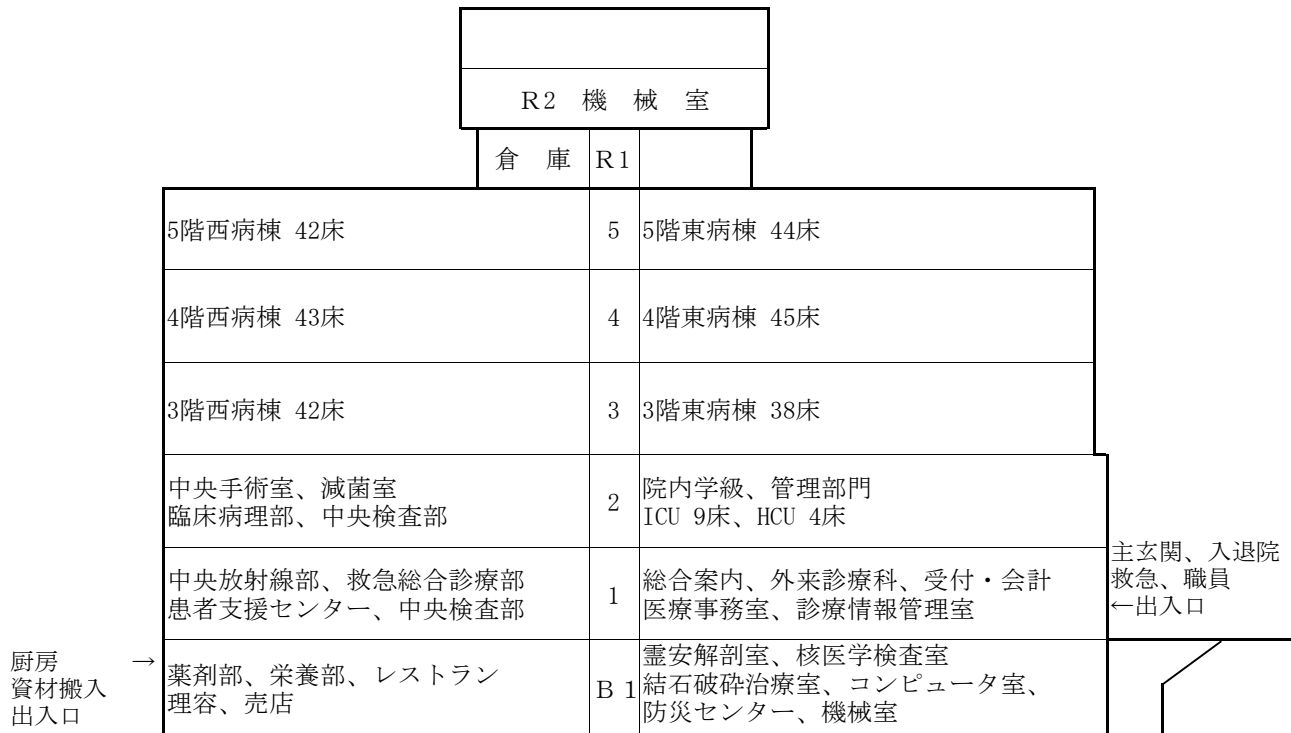 R2 機 械 室
倉 庫 R1
5階西病棟 42床 5 5階東病棟 44床
4階西病棟 43床 4 4階東病棟 45床
3階西病棟 42床 3 3階東病棟 38床
中央手術室、減菌室
臨床病理部、中央検査部
2
院内学級、管理部門
ICU 9床、HCU 4床
中央放射線部、救急総合診療部
患者支援センター、中央検査部
1
総合案内、外来診療科、受付・会計
医療事務室、診療情報管理室
主玄関、入退院
救急、職員
←出入口
厨房 →
資材搬入
出入口
薬剤部、栄養部、レストラン
理容、売店
B1
霊安解剖室、核医学検査室
結石破砕治療室、コンピュータ室、
防災センター、機械室